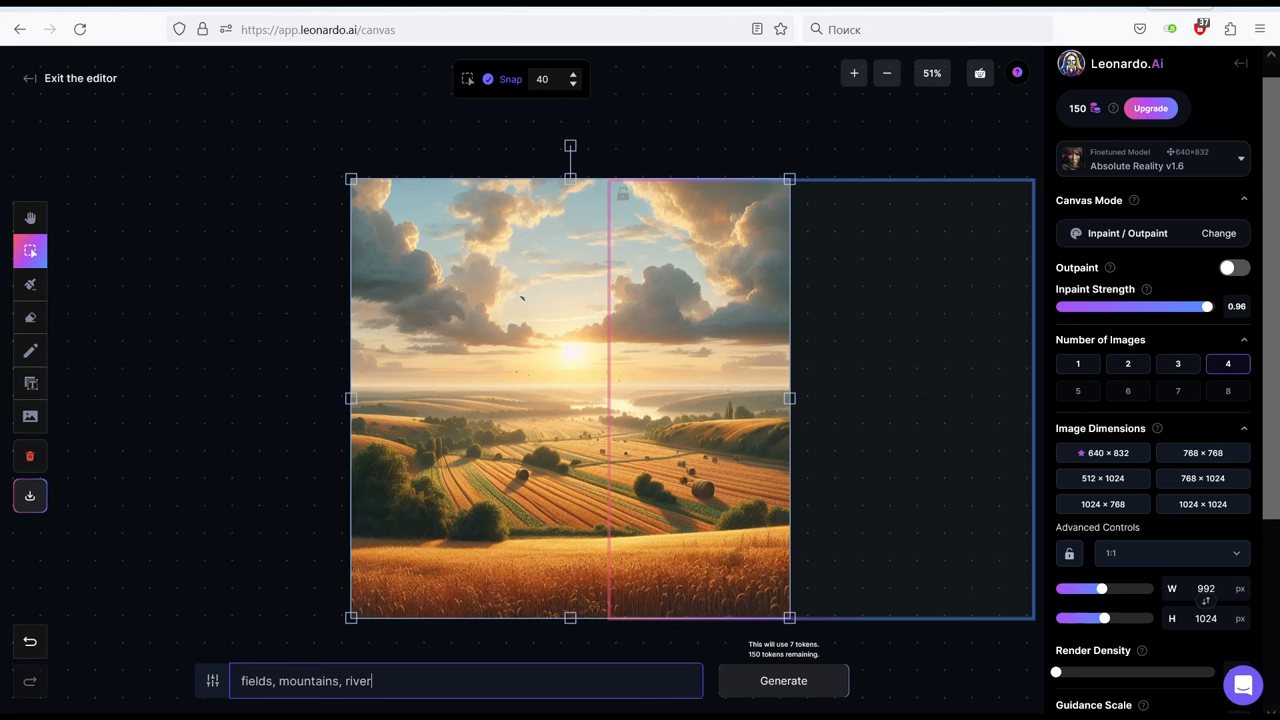 https://app.leonardo.ai/canvas
Поиск
37
Exit the editor
Snap
40
51%
Leonardo.Ai
150
Upgrade
Finetuned Model
640×832
Absolute Reality v1.6
Canvas Mode
Inpaint / Outpaint
Change
Outpaint
Inpaint Strength
0.96
Number of Images
1
2
3
4
5
6
7
8
Image Dimensions
640 × 832
768 × 768
512 × 1024
768 × 1024
1024 × 768
1024 × 1024
Advanced Controls
1:1
W 992 px
H 1024 px
Render Density
Guidance Scale
This will use 7 tokens.
150 tokens remaining.
fields, mountains, river
Generate